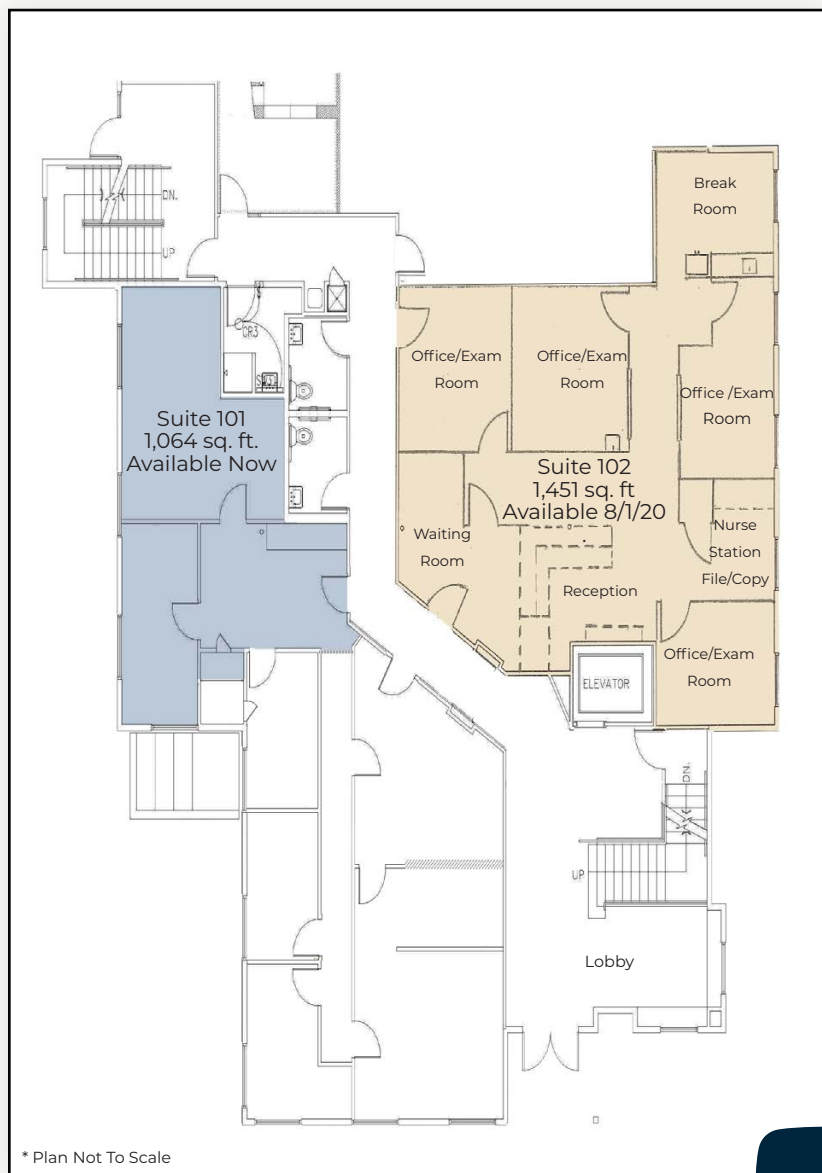 Break
Room
DN.
UP
CR3
Office/Exam
Room
Office/Exam
Room
Office /Exam
Room
Suite 101
1,064 sq. ft.
Available Now
Suite 102
1,451 sq. ft
Available 8/1/20
Waiting
Room
Nurse
Station
File/Copy
Reception
Office/Exam
Room
ELEVATOR
DN.
UP
Lobby
* Plan Not To Scale